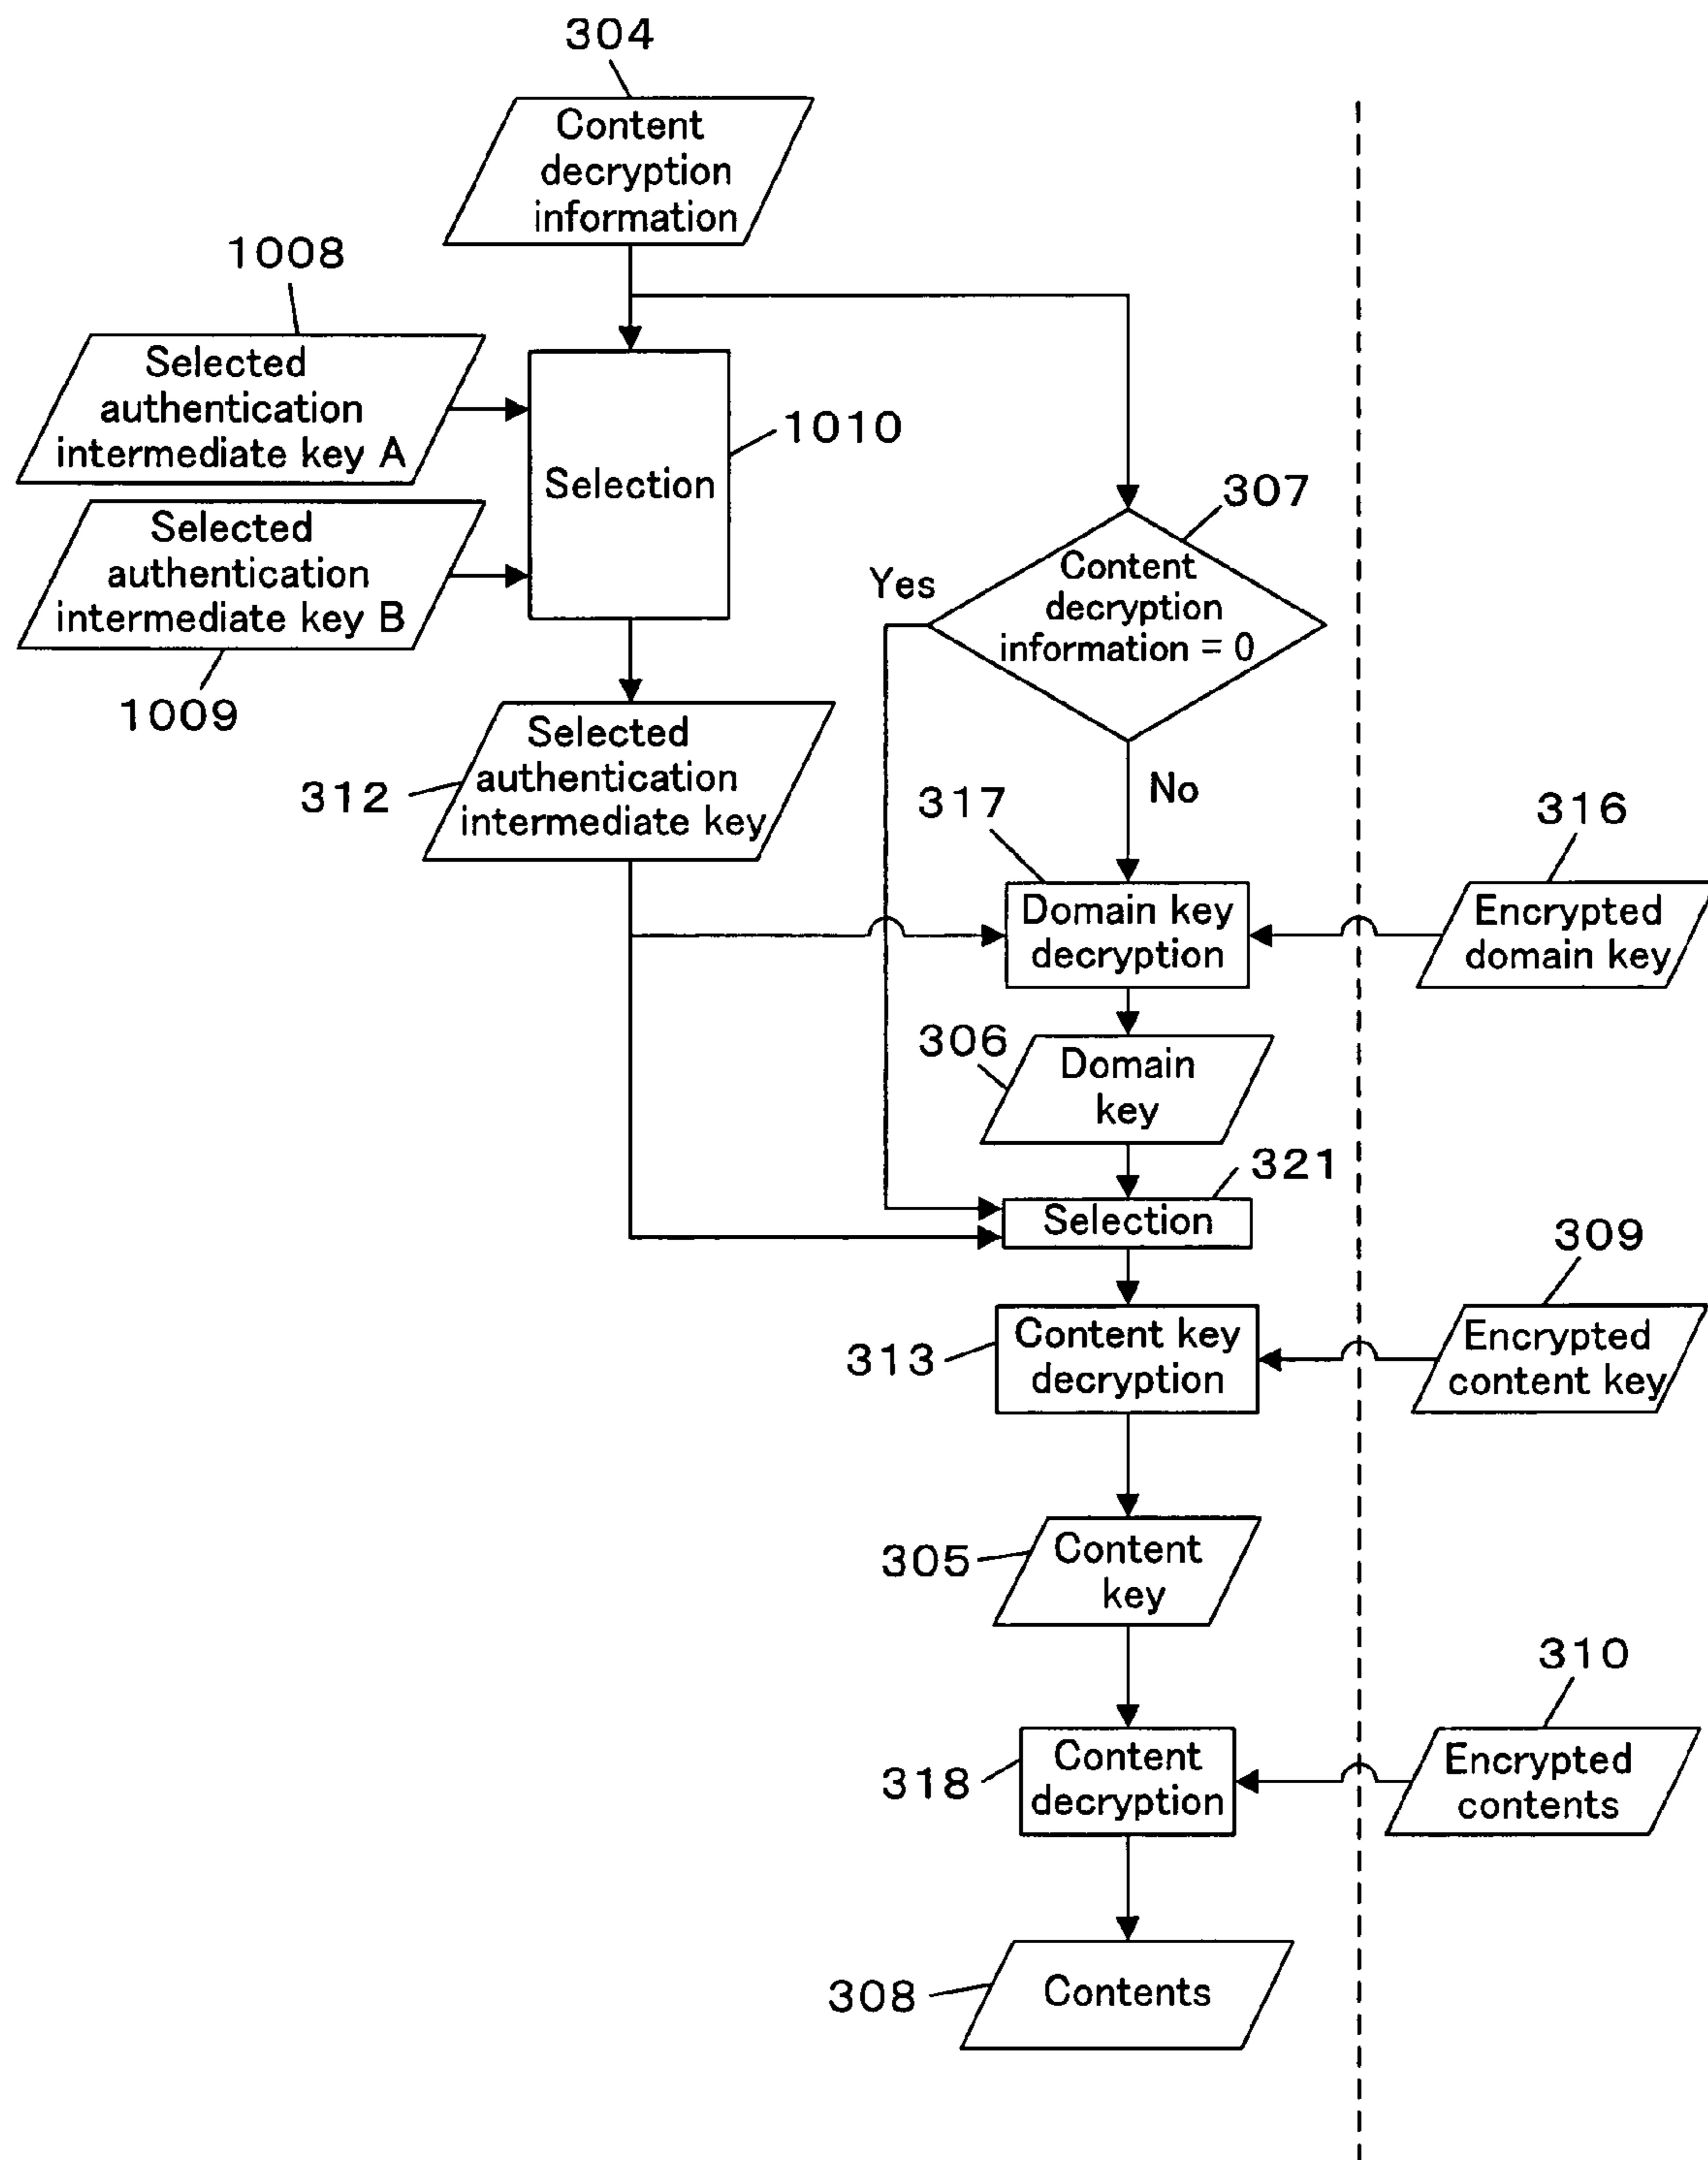 304
Content
decryption
information
1008
Selected
authentication
intermediate key A
1010
Selection
Selected
authentication
intermediate key B
1009
307
Content
decryption
information = 0
Yes
No
Selected
authentication
intermediate key
312
317
Domain key
decryption
316
Encrypted
domain key
306
Domain
key
321
Selection
313
Content key
decryption
309
Encrypted
content key
305
Content
key
318
Content
decryption
310
Encrypted
contents
308
Contents